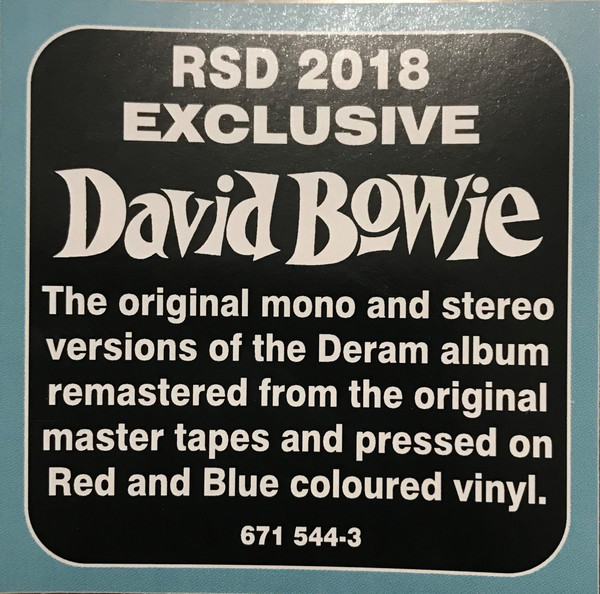 RSD 2018
EXCLUSIVE
David Bowie
The original mono and stereo
versions of the Deram album
remastered from the original
master tapes and pressed on
Red and Blue coloured vinyl.
671 544-3